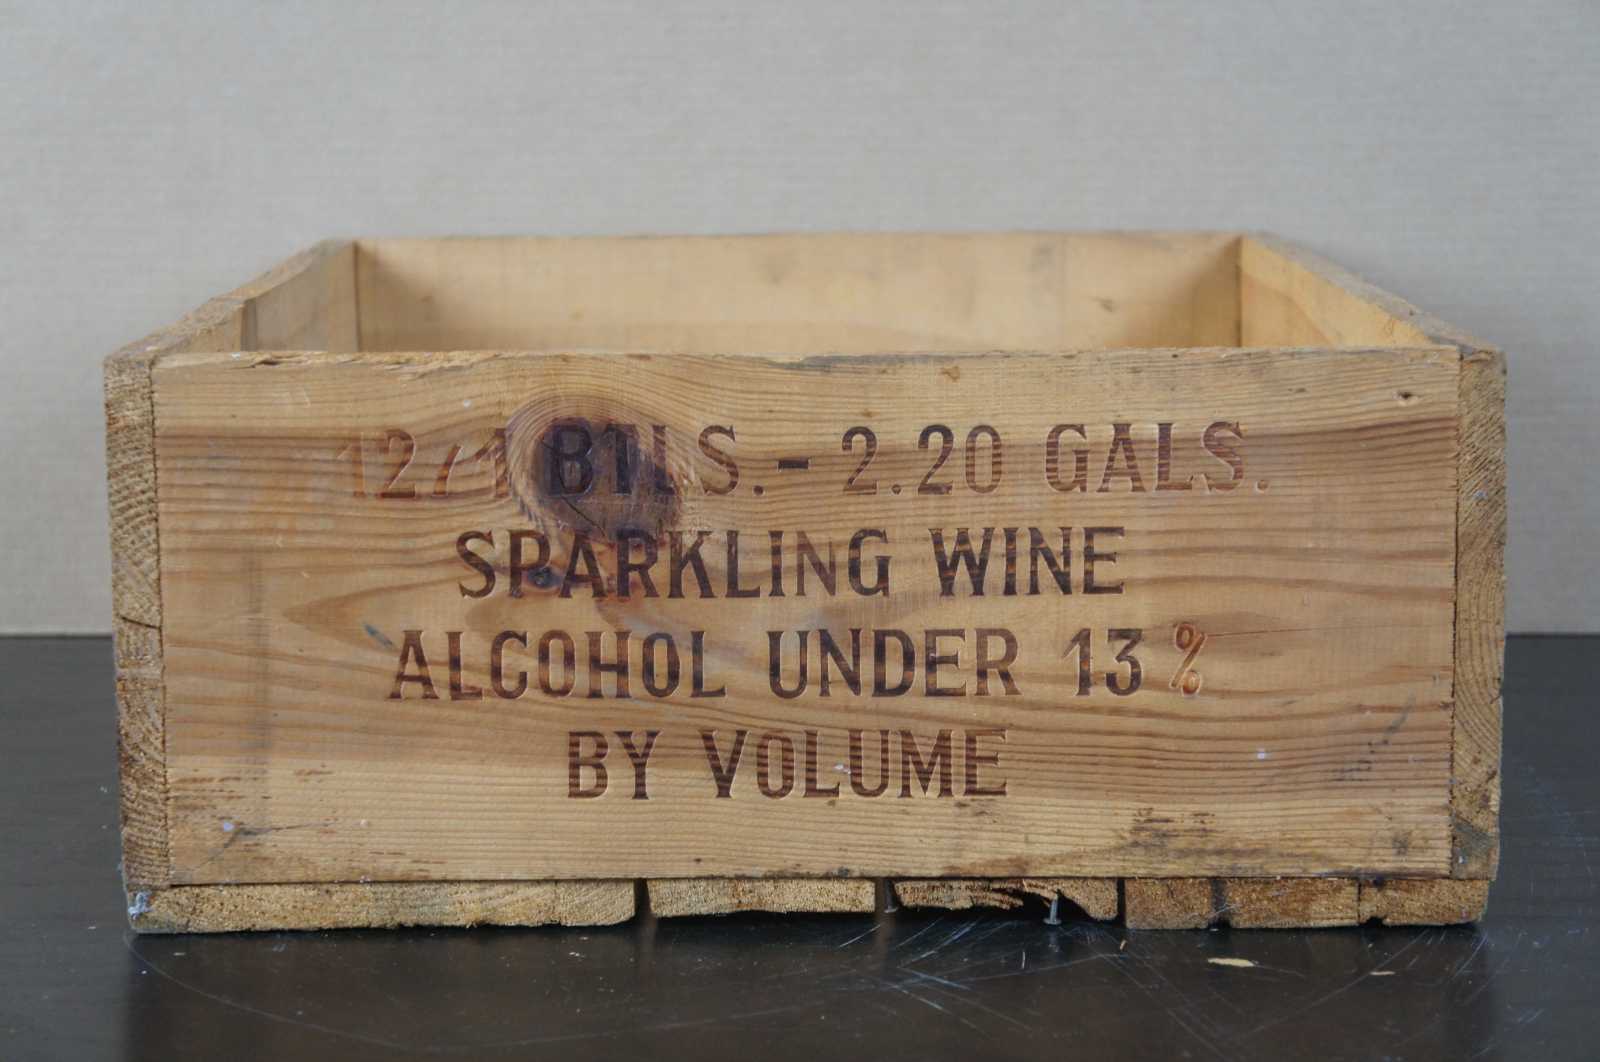 12/1 BTLS. - 2.20 GALS.
SPARKLING WINE
ALCOHOL UNDER 13%
BY VOLUME